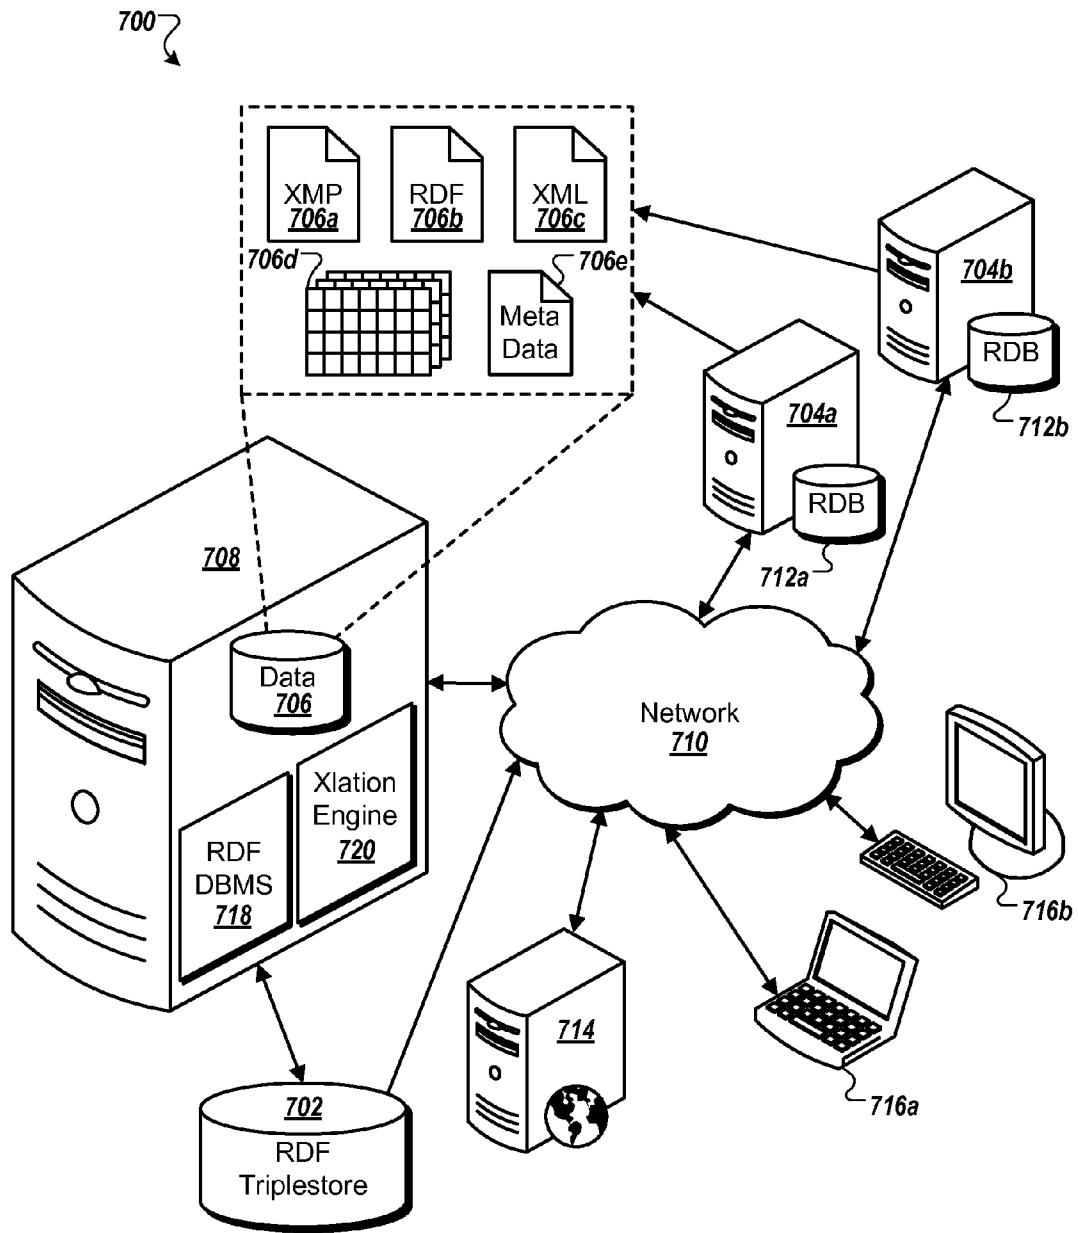 700
XMP
706a
RDF
706b
XML
706c
706d
706e
Meta
Data
704b
RDB
712b
704a
RDB
712a
708
Data
706
Network
710
Xlation
Engine
720
RDF
DBMS
718
716b
714
716a
702
RDF
Triplestore